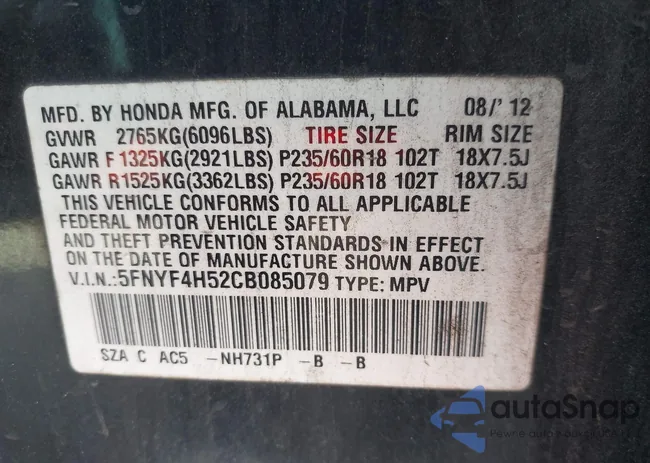 MFD. BY HONDA MFG. OF ALABAMA, LLC 08/'12
GVWR 2765KG(6096LBS) TIRE SIZE RIM SIZE
GAWR F 1325KG(2921LBS) P235/60R18 102T 18X7.5J
GAWR R1525KG(3362LBS) P235/60R18 102T 18X7.5J
THIS VEHICLE CONFORMS TO ALL APPLICABLE
FEDERAL MOTOR VEHICLE SAFETY
AND THEFT PREVENTION STANDARDS IN EFFECT
ON THE DATE OF MANUFACTURE SHOWN ABOVE.
V.I.N.:5FNYF4H52CB085079 TYPE: MPV
SZA C AC5 -NH731P -B -B
autoSnap
Pewne auto z